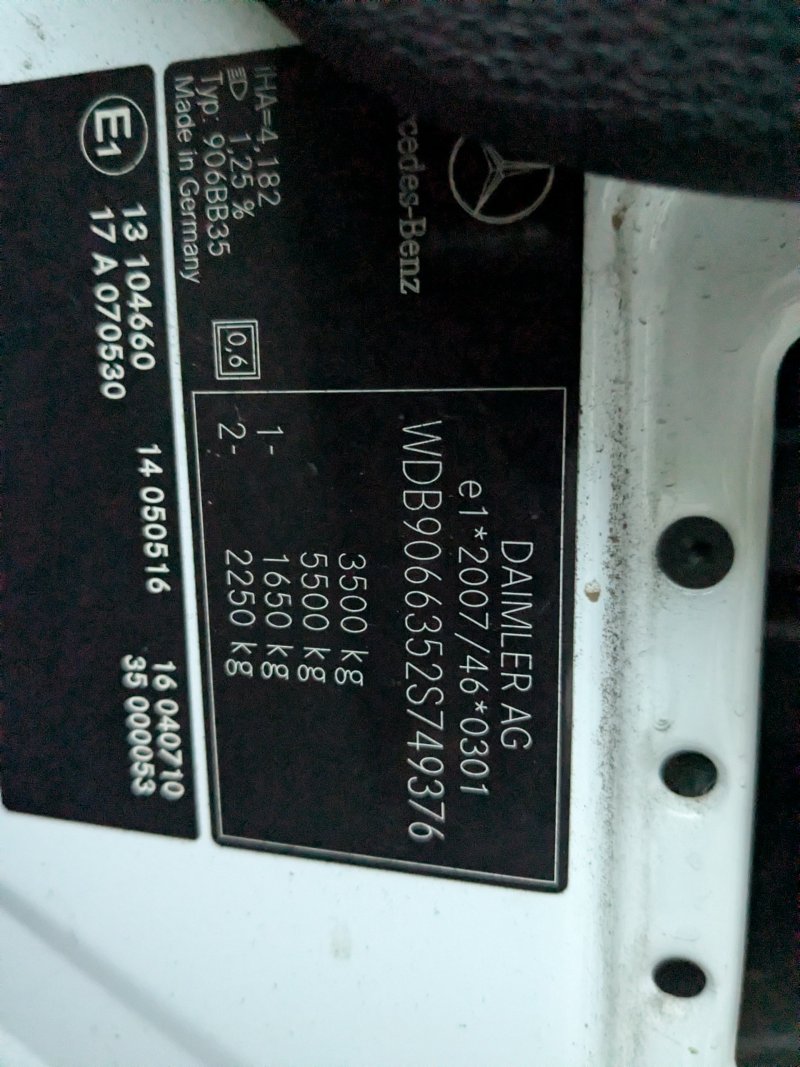 DAIMLER AG
e1*2007/46*0301
WDB9066352S749376
3500 kg
5500 kg
1- 1650 kg
2- 2250 kg
cedes-Benz
iHA=4,182
1,25 %
Typ: 906BB35
Made in Germany
0,6
E1
13 104660 14 050516 16 040710
17 A 070530 35 000053